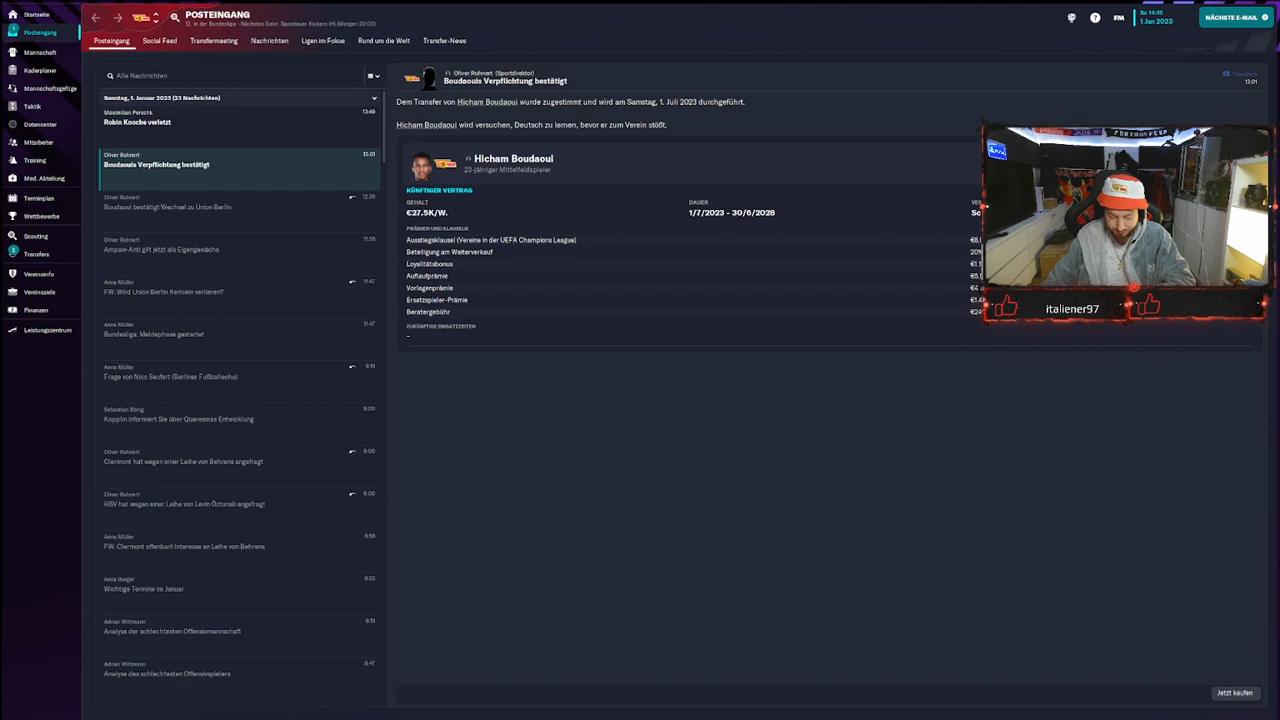 Startseite
Posteingang
Mannschaft
Kaderplaner
Mannschaftsgefüge
Taktik
Datencenter
Mitarbeiter
Training
Med. Abteilung
Terminplan
Wettbewerbe
Scouting
Transfers
Vereinsinfo
Vereinsziele
Finanzen
Leistungszentrum
POSTEINGANG
12. in der Bundesliga - Nächstes Spiel: Spandauer Kickers (H) (Morgen 20:00)
FM
So 14:15
1 Jan 2023
NÄCHSTE E-MAIL
Posteingang
Social Feed
Transfermeeting
Nachrichten
Ligen im Fokus
Rund um die Welt
Transfer-News
Alle Nachrichten
Sonntag, 1. Januar 2023 (23 Nachrichten)
Maximilian Perschk
13:49
Robin Knoche verletzt
Oliver Ruhnert
13:01
Boudaouis Verpflichtung bestätigt
Oliver Ruhnert
12:39
Boudaoui bestätigt Wechsel zu Union Berlin
Oliver Ruhnert
11:58
Ampaw-Anti gilt jetzt als Eigengewächs
Anna Müller
11:47
FW: Wird Union Berlin Kemlein verlieren?
Anna Müller
11:47
Bundesliga: Meldephase gestartet
Anna Müller
9:51
Frage von Nico Seufert (Berliner Fußballecho)
Sebastian Bönig
9:00
Kopplin informiert Sie über Quaresmas Entwicklung
Oliver Ruhnert
9:00
Clermont hat wegen einer Leihe von Behrens angefragt
Oliver Ruhnert
9:00
HSV hat wegen einer Leihe von Levin Öztunali angefragt
Anna Müller
8:56
FW: Clermont offenbart Interesse an Leihe von Behrens
Anna Geiger
8:55
Wichtige Termine im Januar
Adrian Wittmann
8:51
Analyse der schlechtesten Offensivmannschaft
Adrian Wittmann
8:47
Analyse des schlechtesten Offensivspielers
Oliver Ruhnert (Sportdirektor)
Boudaouis Verpflichtung bestätigt
Transfers
13:01
Dem Transfer von Hicham Boudaoui wurde zugestimmt und wird am Samstag, 1. Juli 2023 durchgeführt.
Hicham Boudaoui wird versuchen, Deutsch zu lernen, bevor er zum Verein stößt.
Hicham Boudaoui
23-jähriger Mittelfeldspieler
KÜNFTIGER VERTRAG
GEHALT
DAUER
€27.5K/W.
1/7/2023 - 30/6/2028
PRÄMIEN UND KLAUSELN
Ausstiegsklausel (Vereine in der UEFA Champions League)
Beteiligung am Weiterverkauf
20%
Loyalitätsbonus
Auflaufprämie
Vorlagenprämie
Ersatzspieler-Prämie
Beratergebühr
ZUKÜNFTIGE EINSATZZEITEN
-
italiener97
Jetzt kaufen